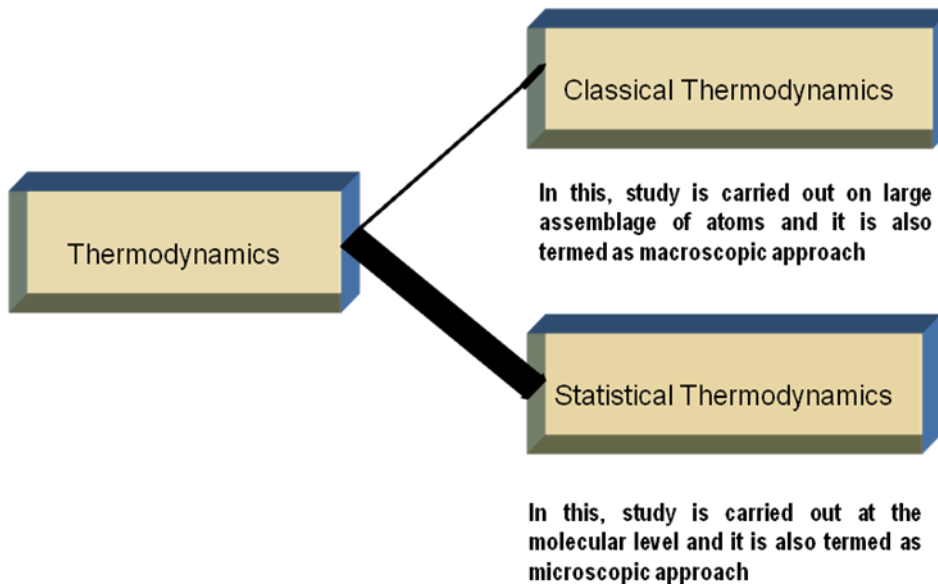 Classical Thermodynamics
In this, study is carried out on large
assemblage of atoms and it is also
termed as macroscopic approach
Thermodynamics
Statistical Thermodynamics
In this, study is carried out at the
molecular level and it is also termed as
microscopic approach